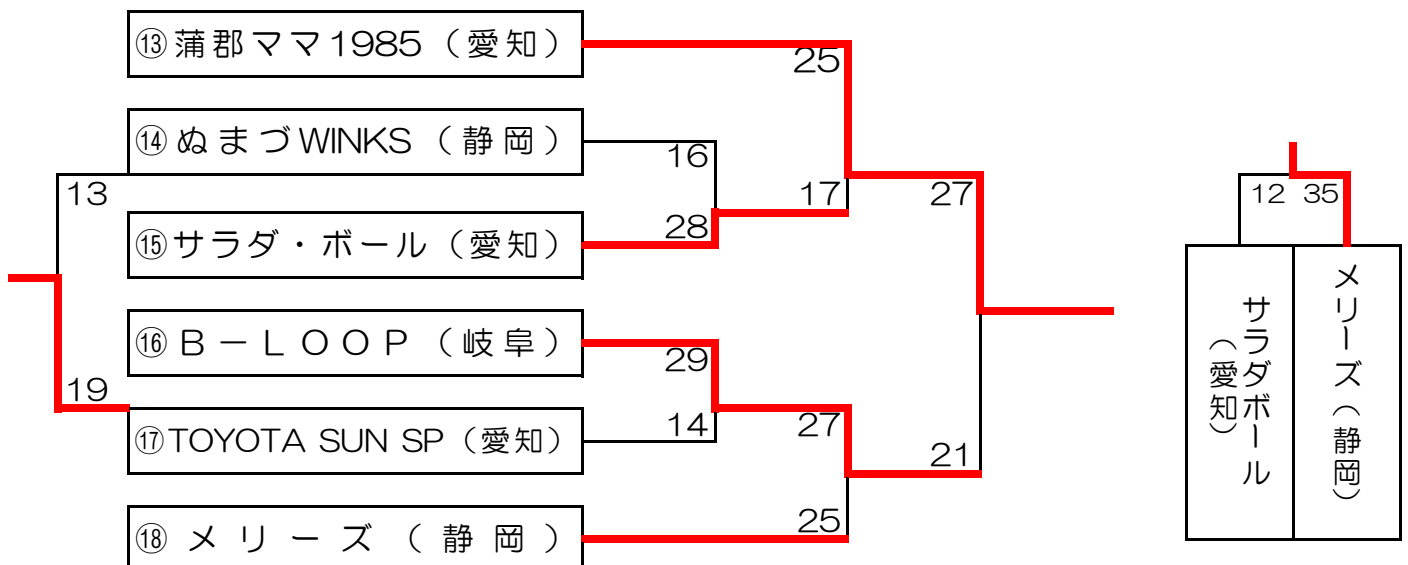 ⑬蒲郡ママ1985（愛知）
25
⑭ぬまづWINKS（静岡）
16
13
17
27
12 35
⑮サラダ・ボール（愛知）
28
⑯B－LOOP（岐阜）
29
19
⑰TOYOTA SUN SP（愛知）
14
27
21
⑱メリーズ（静岡）
25
メリーズ（静岡）
サラダボール
（愛知）